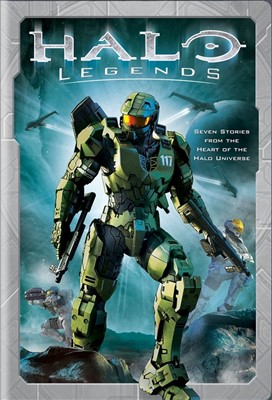 HALO
LEGENDS
SEVEN STORIES
FROM THE
HEART OF THE
HALO UNIVERSE
117